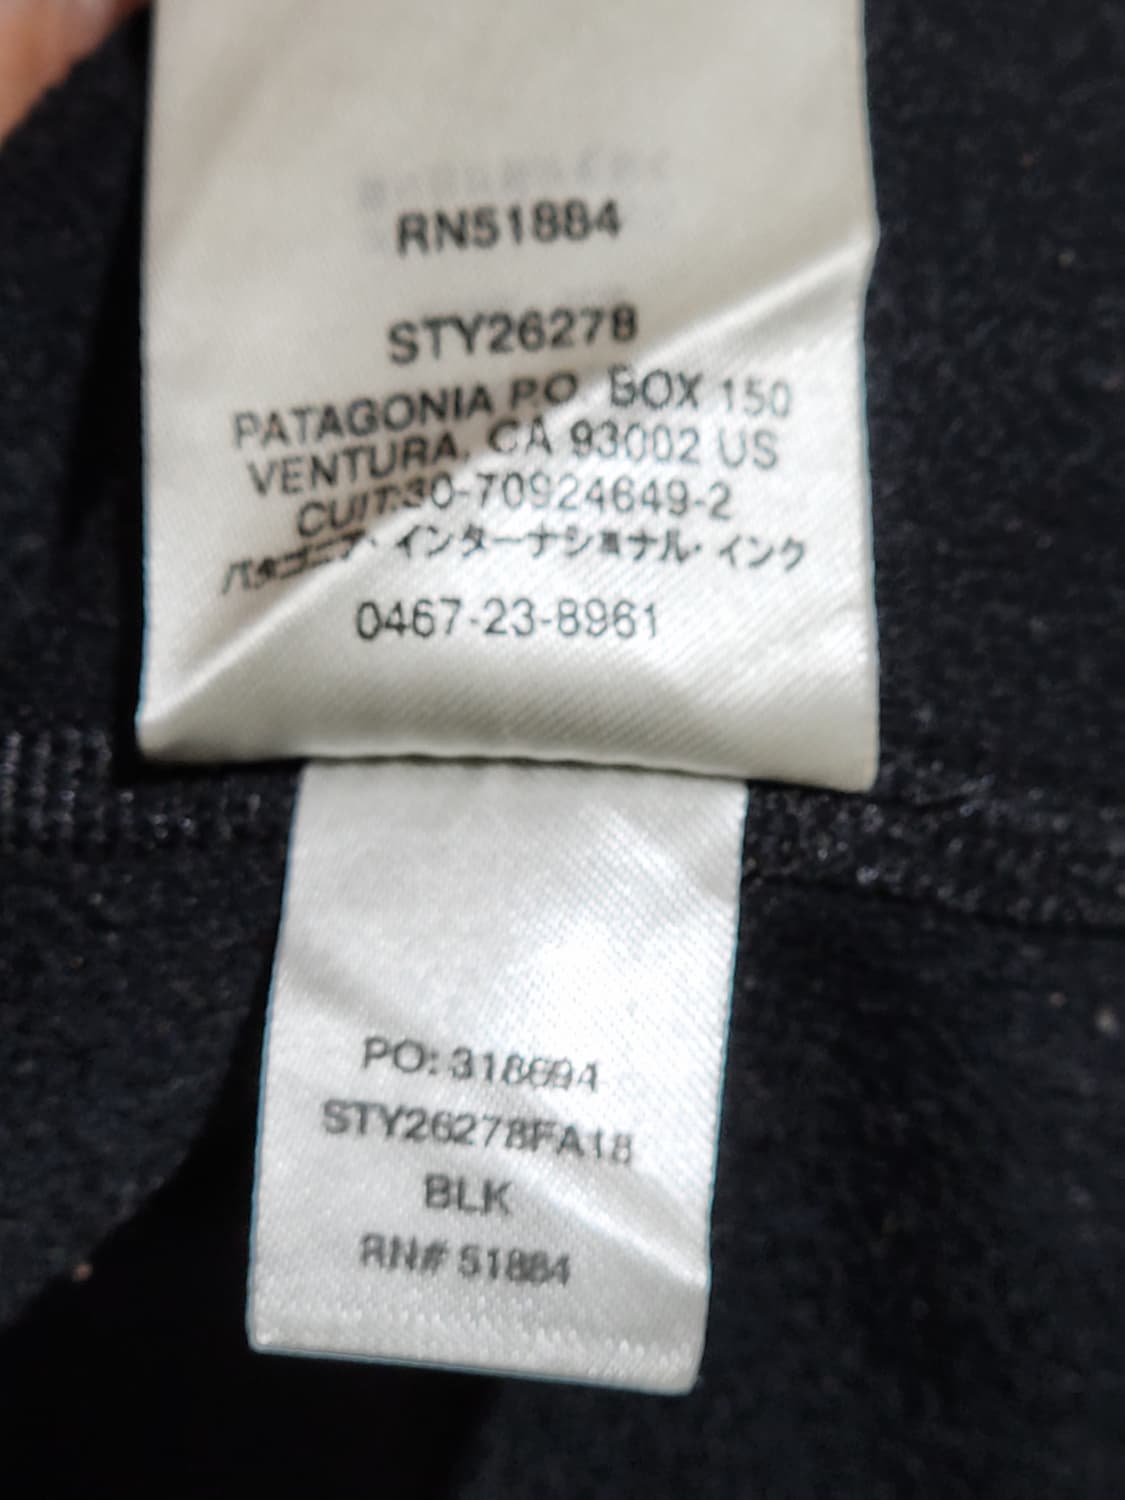 RN51884
STY26278
PATAGONIA P.O. BOX 150
VENTURA, CA 93002 US
CUIT:30-70924649-2
パタゴニア・インターナショナル・インク
0467-23-8961
PO: 318694
STY26278FA18
BLK
RN# 51884